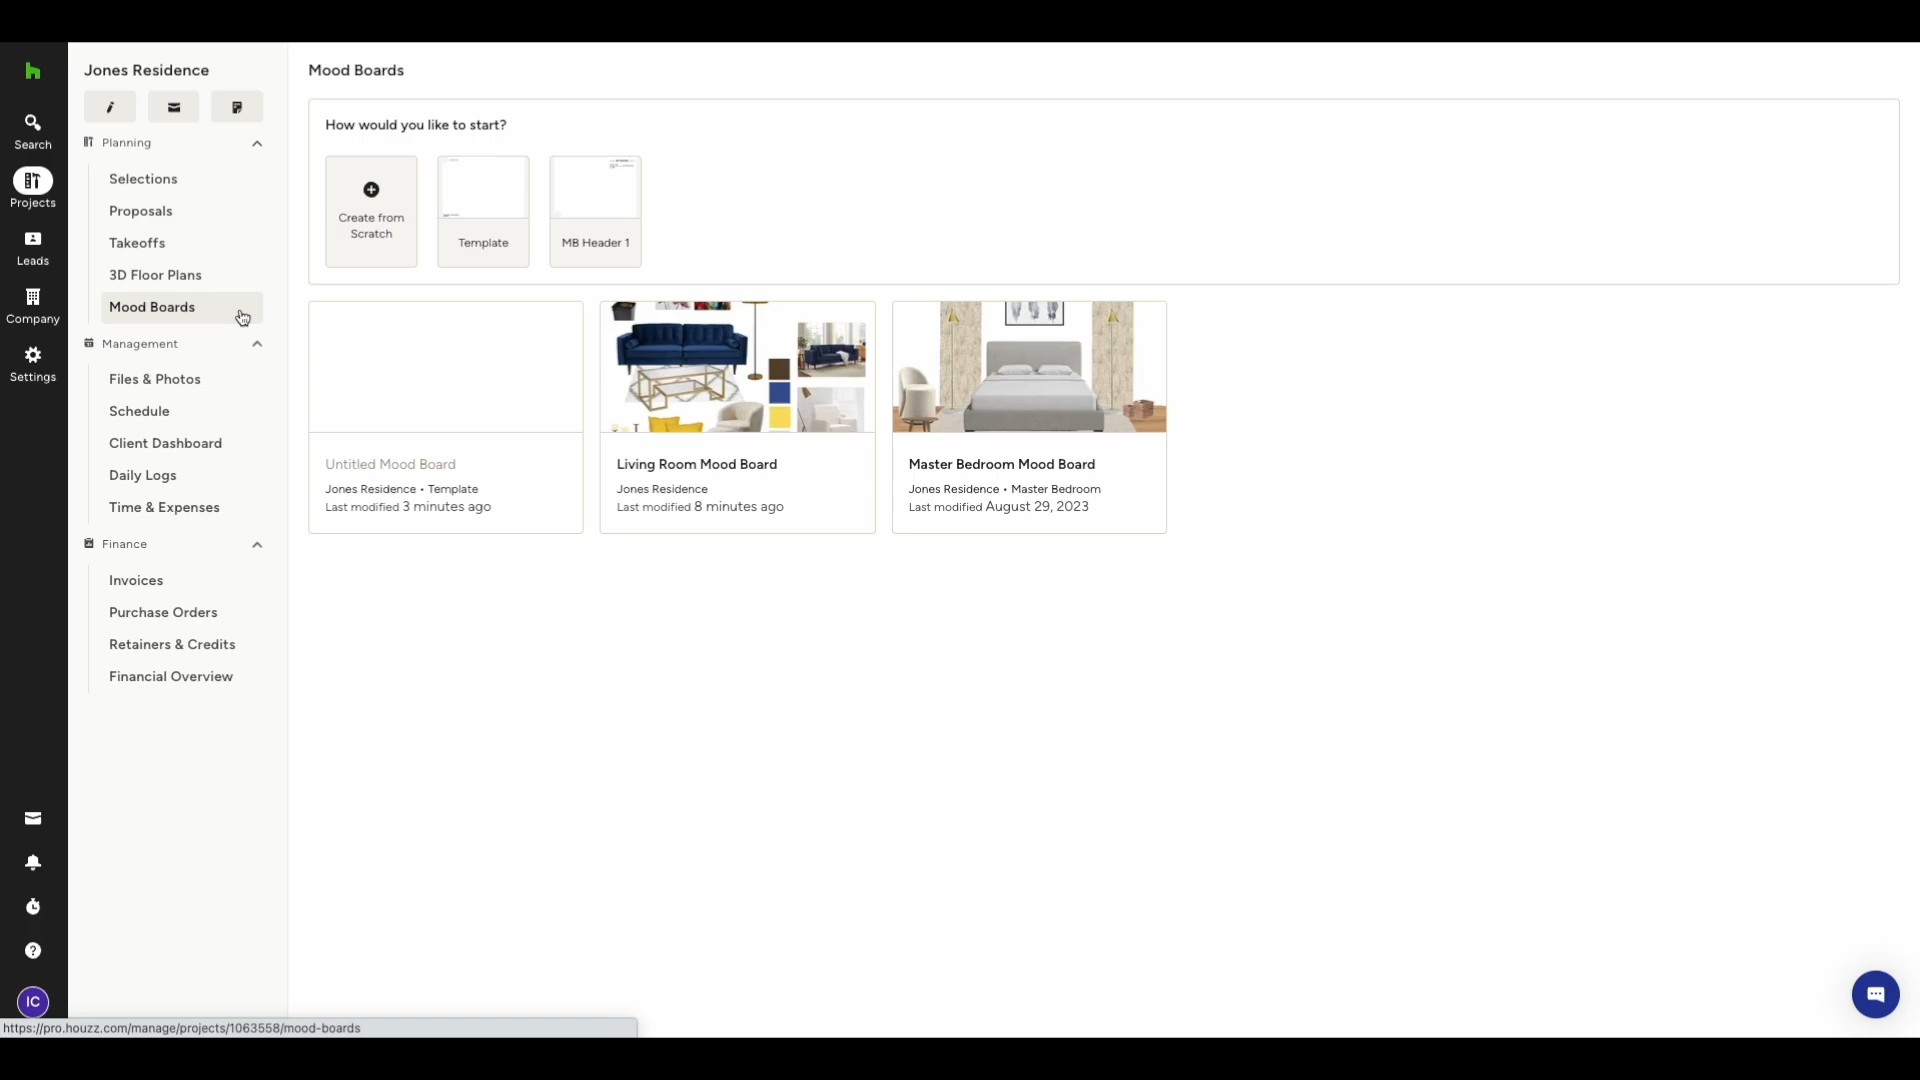 Search
Projects
Leads
Company
Settings
IC
Jones Residence
Planning
Selections
Proposals
Takeoffs
3D Floor Plans
Mood Boards
Management
Files & Photos
Schedule
Client Dashboard
Daily Logs
Time & Expenses
Finance
Invoices
Purchase Orders
Retainers & Credits
Financial Overview
Mood Boards
How would you like to start?
Create from
Scratch
Template
MB Header 1
Untitled Mood Board
Jones Residence • Template
Last modified 3 minutes ago
Living Room Mood Board
Jones Residence
Last modified 8 minutes ago
Master Bedroom Mood Board
Jones Residence • Master Bedroom
Last modified August 29, 2023
https://pro.houzz.com/manage/projects/1063558/mood-boards